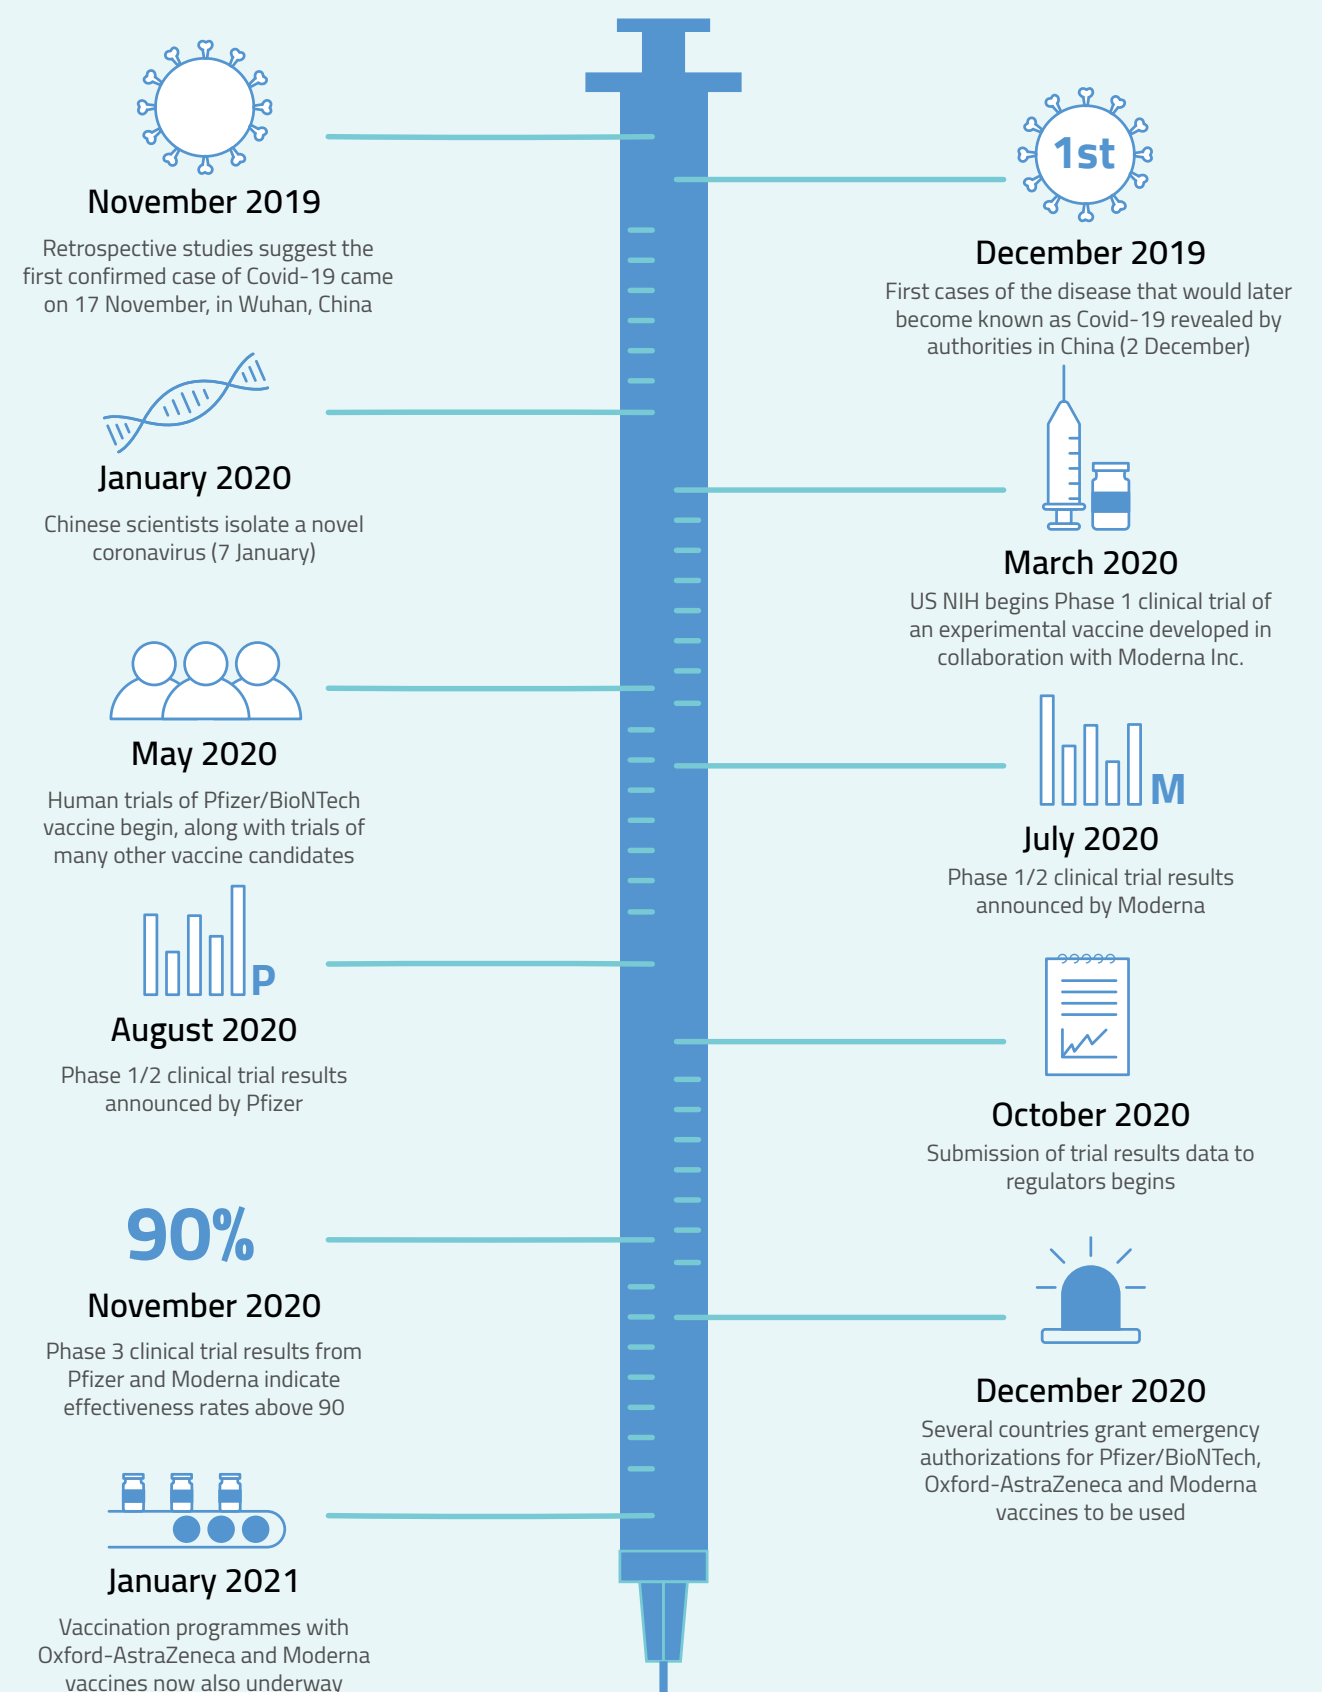 November 2019
Retrospective studies suggest the
first confirmed case of Covid-19 came
on 17 November, in Wuhan, China
1st
December 2019
First cases of the disease that would later
become known as Covid-19 revealed by
authorities in China (2 December)
January 2020
Chinese scientists isolate a novel
coronavirus (7 January)
March 2020
US NIH begins Phase 1 clinical trial of
an experimental vaccine developed in
collaboration with Moderna Inc.
May 2020
Human trials of Pfizer/BioNTech
vaccine begin, along with trials of
many other vaccine candidates
M
July 2020
Phase 1/2 clinical trial results
announced by Moderna
P
August 2020
Phase 1/2 clinical trial results
announced by Pfizer
October 2020
Submission of trial results data to
regulators begins
90%
November 2020
Phase 3 clinical trial results from
Pfizer and Moderna indicate
effectiveness rates above 90
December 2020
Several countries grant emergency
authorizations for Pfizer/BioNTech,
Oxford-AstraZeneca and Moderna
vaccines to be used
January 2021
Vaccination programmes with
Oxford-AstraZeneca and Moderna
vaccines now also underway